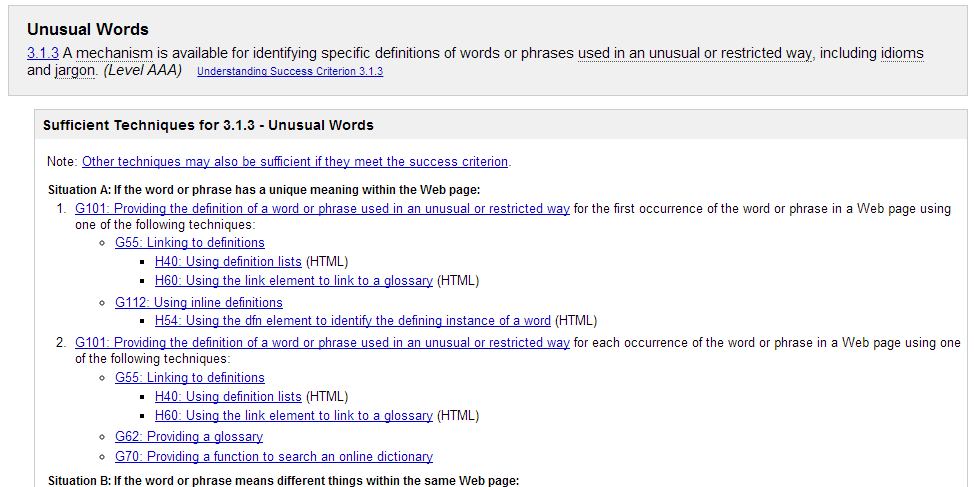 Unusual Words
3.1.3 A mechanism is available for identifying specific definitions of words or phrases used in an unusual or restricted way, including idioms
and jargon. (Level AAA) Understanding Success Criterion 3.1.3
Sufficient Techniques for 3.1.3 - Unusual Words
Note: Other techniques may also be sufficient if they meet the success criterion.
Situation A: If the word or phrase has a unique meaning within the Web page:
1. G101: Providing the definition of a word or phrase used in an unusual or restricted way for the first occurrence of the word or phrase in a Web page using
one of the following techniques:
G55: Linking to definitions
H40: Using definition lists (HTML)
H60: Using the link element to link to a glossary (HTML)
G112: Using inline definitions
H54: Using the dfn element to identify the defining instance of a word (HTML)
2. G101: Providing the definition of a word or phrase used in an unusual or restricted way for each occurrence of the word or phrase in a Web page using one
of the following techniques:
G55: Linking to definitions
H40: Using definition lists (HTML)
H60: Using the link element to link to a glossary (HTML)
G62: Providing a glossary
G70: Providing a function to search an online dictionary
Situation B: If the word or phrase means different things within the same Web page: